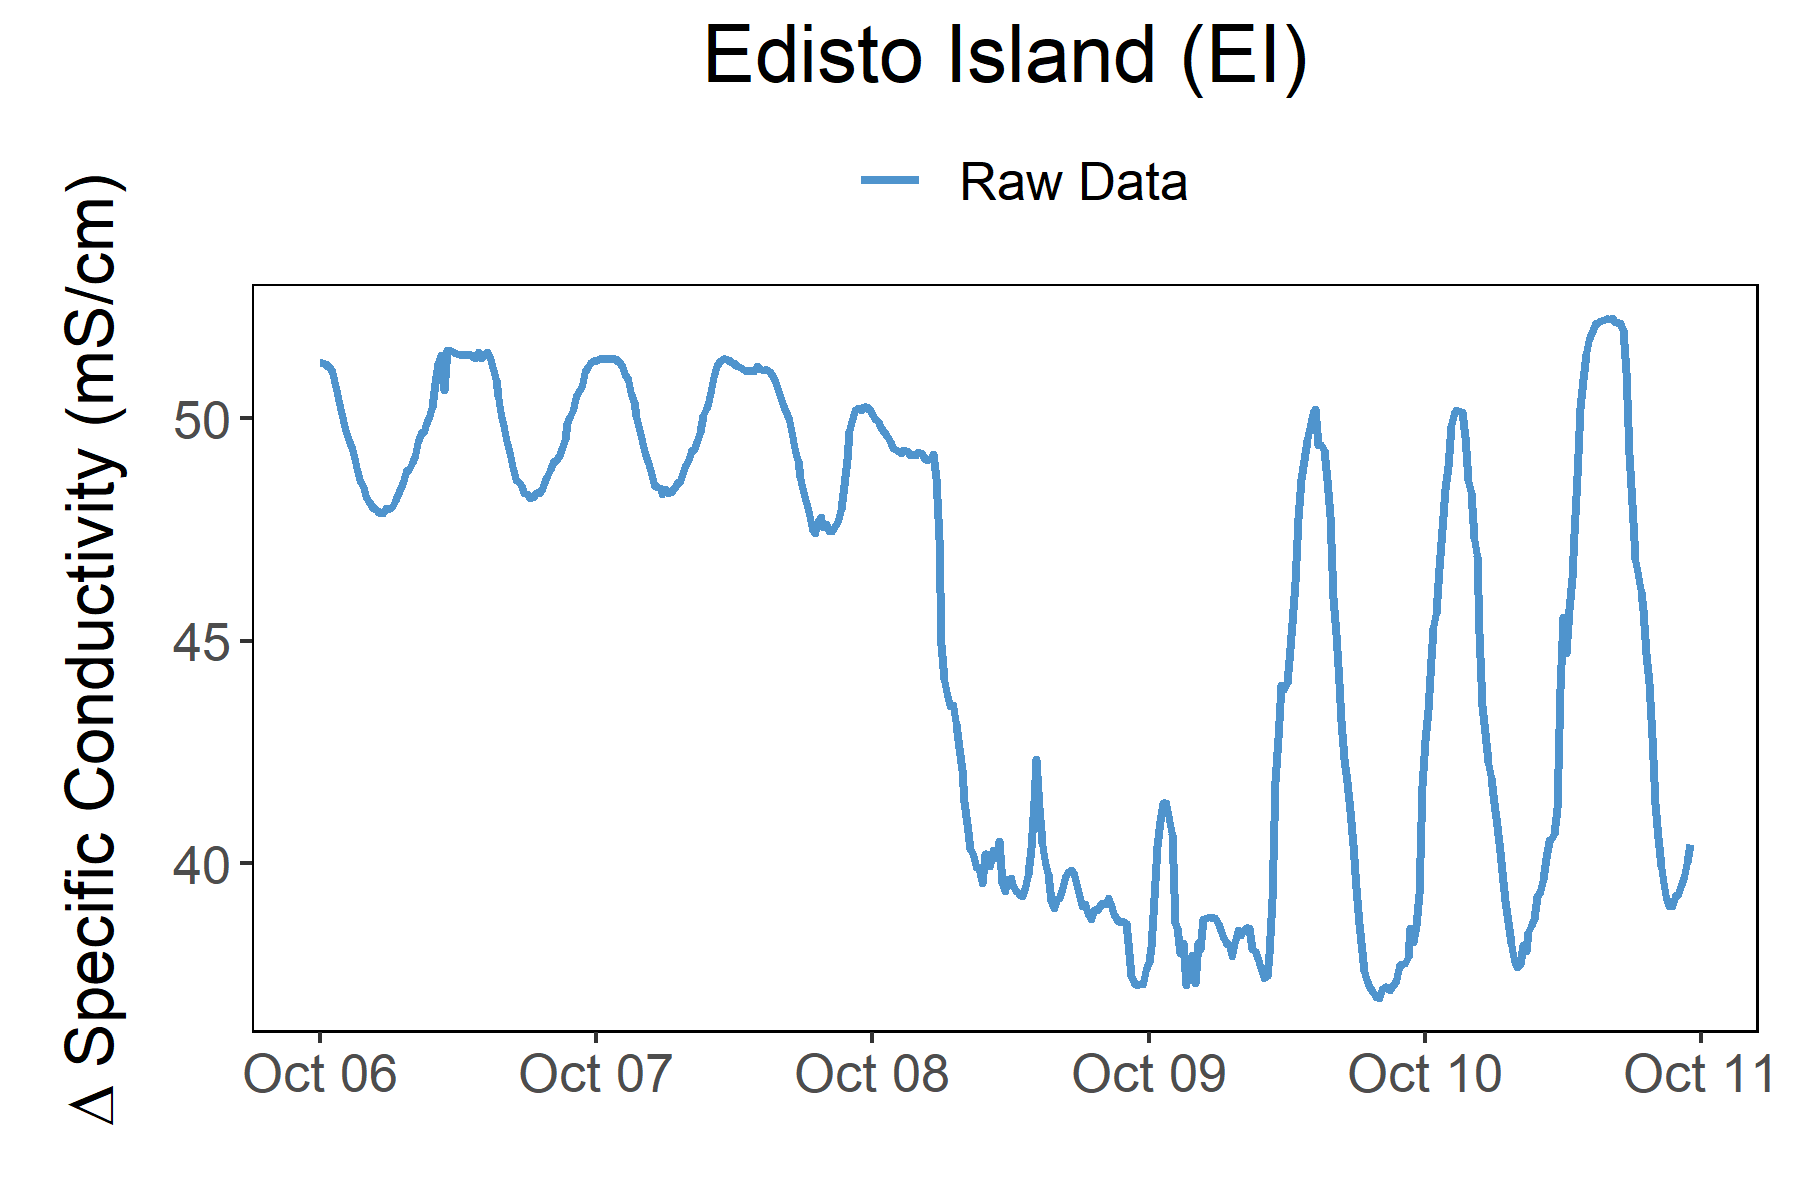 Edisto Island (EI)
Raw Data
Δ Specific Conductivity (mS/cm)
50
45
40
Oct 06
Oct 07
Oct 08
Oct 09
Oct 10
Oct 11